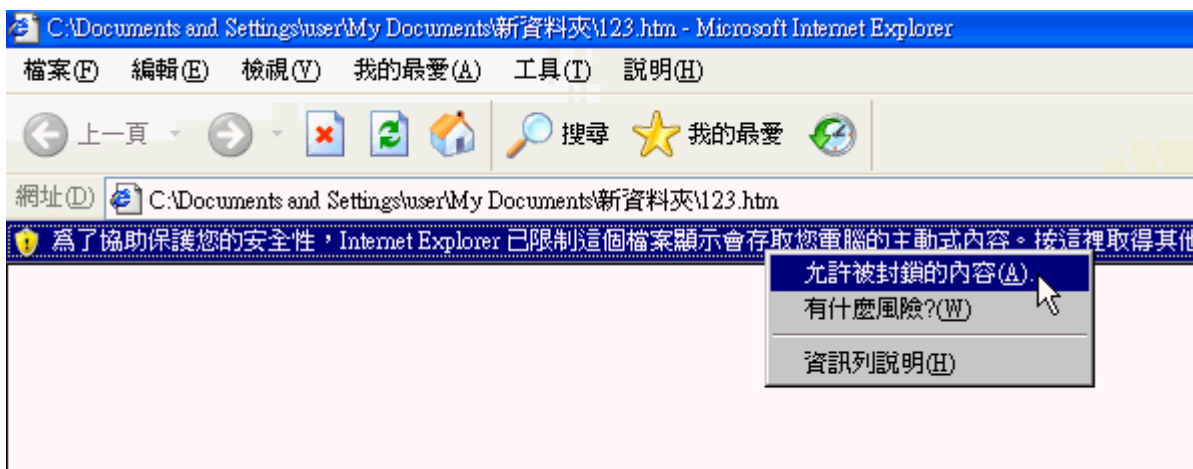 C:\Documents and Settings\user\My Documents\新資料夾\123.htm - Microsoft Internet Explorer
檔案(F) 編輯(E) 檢視(V) 我的最愛(A) 工具(T) 說明(H)
上一頁 搜尋 我的最愛
網址(D) C:\Documents and Settings\user\My Documents\新資料夾\123.htm
為了協助保護您的安全性，Internet Explorer 已限制這個檔案顯示會存取您電腦的主動式內容。按這裡取得其他
允許被封鎖的內容(A)...
有什麼風險?(W)
資訊列說明(H)